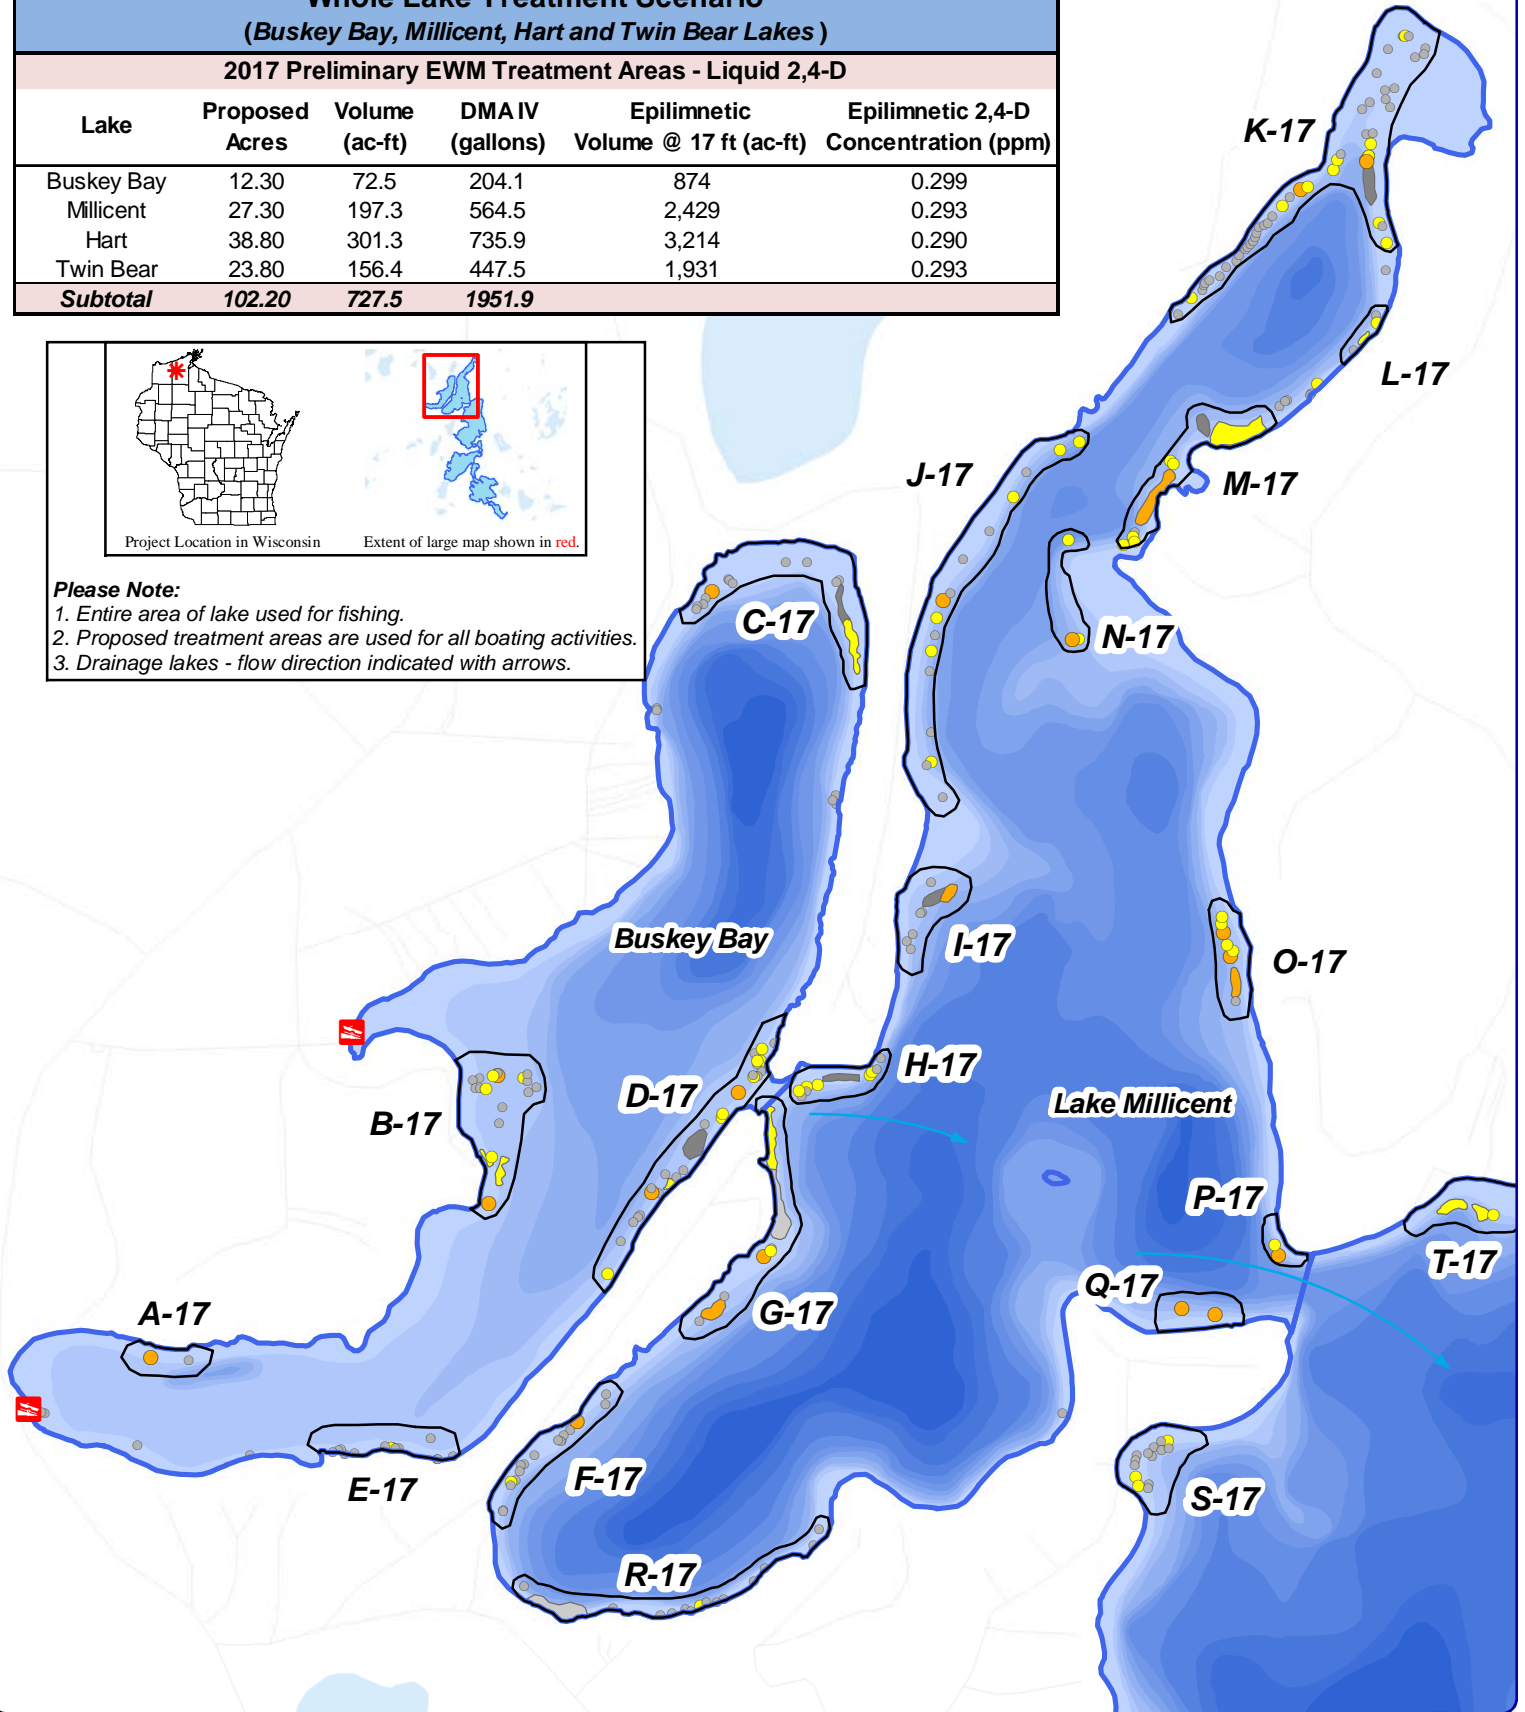 Whole Lake Treatment Scenario
(Buskey Bay, Millicent, Hart and Twin Bear Lakes)
2017 Preliminary EWM Treatment Areas - Liquid 2,4-D
Lake Proposed Acres Volume (ac-ft) DMA IV (gallons) Epilimnetic Volume @ 17 ft (ac-ft) Epilimnetic 2,4-D Concentration (ppm)
Buskey Bay 12.30 72.5 204.1 874 0.299
Millicent 27.30 197.3 564.5 2,429 0.293
Hart 38.80 301.3 735.9 3,214 0.290
Twin Bear 23.80 156.4 447.5 1,931 0.293
Subtotal 102.20 727.5 1951.9
Project Location in Wisconsin
Extent of large map shown in red.
Please Note:
1. Entire area of lake used for fishing.
2. Proposed treatment areas are used for all boating activities.
3. Drainage lakes - flow direction indicated with arrows.
K-17
L-17
J-17
M-17
C-17
N-17
Buskey Bay
I-17
O-17
H-17
D-17
Lake Millicent
B-17
P-17
T-17
Q-17
A-17
G-17
F-17
E-17
S-17
R-17